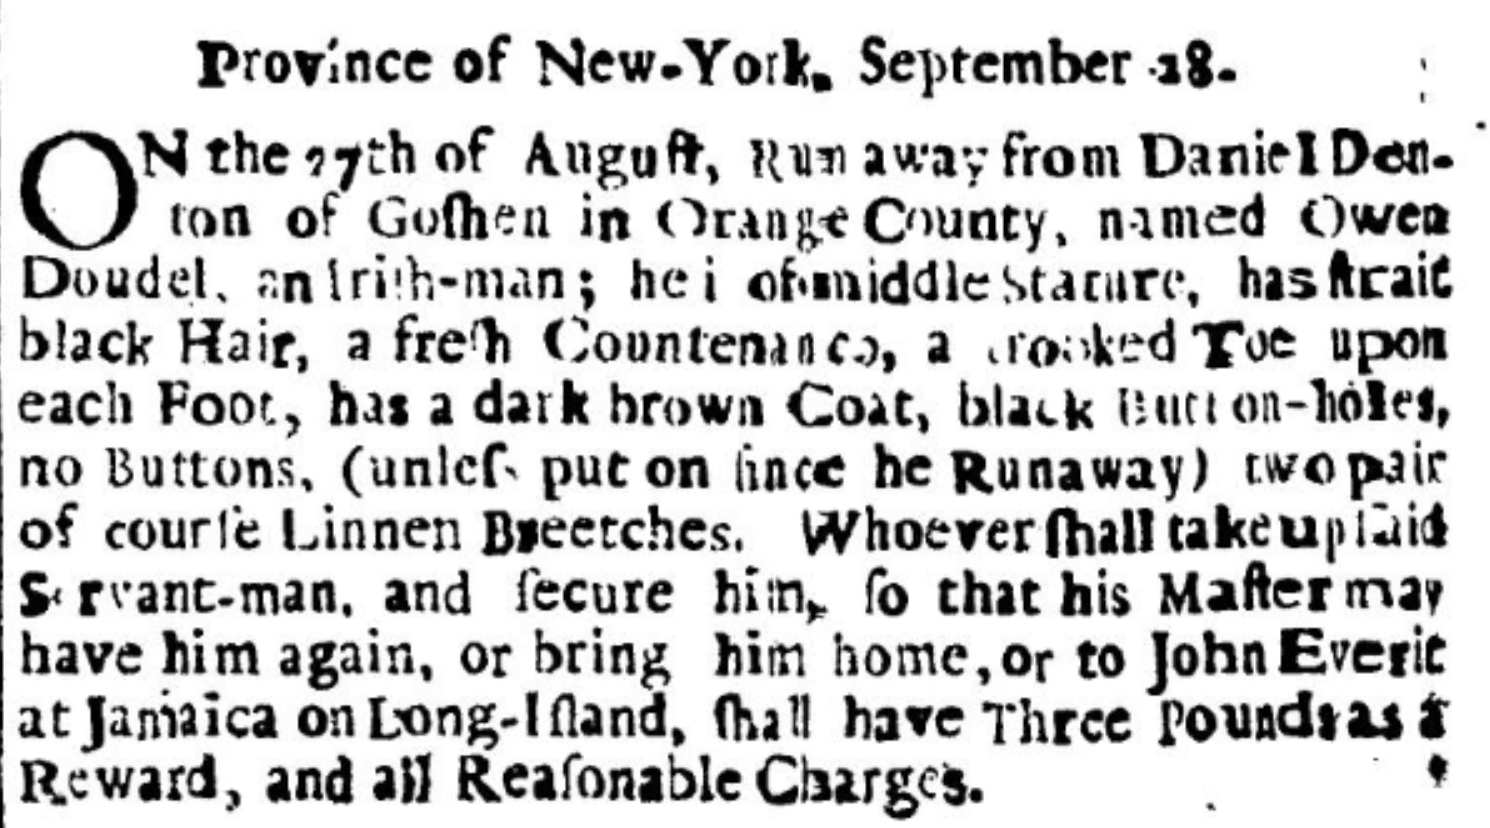 Province of New-York, September 28.
ON the 27th of Auguſt, Run away from Daniel Den-
ton of Goſhen in Orange County, named Owen
Doudel, an Iriſh-man; he iſ of middle Stature, has ſtrait
black Hair, a freſh Countenance, a crooked Toe upon
each Foot, has a dark brown Coat, black Button-holes,
no Buttons, (unleſs put on ſince he Runaway) two pair
of courſe Linnen Breetches. Whoever ſhall take up ſaid
Servant-man, and ſecure him, ſo that his Maſter may
have him again, or bring him home, or to John Everit
at Jamaica on Long-Iſland, ſhall have Three Pounds as a
Reward, and all Reaſonable Charges.